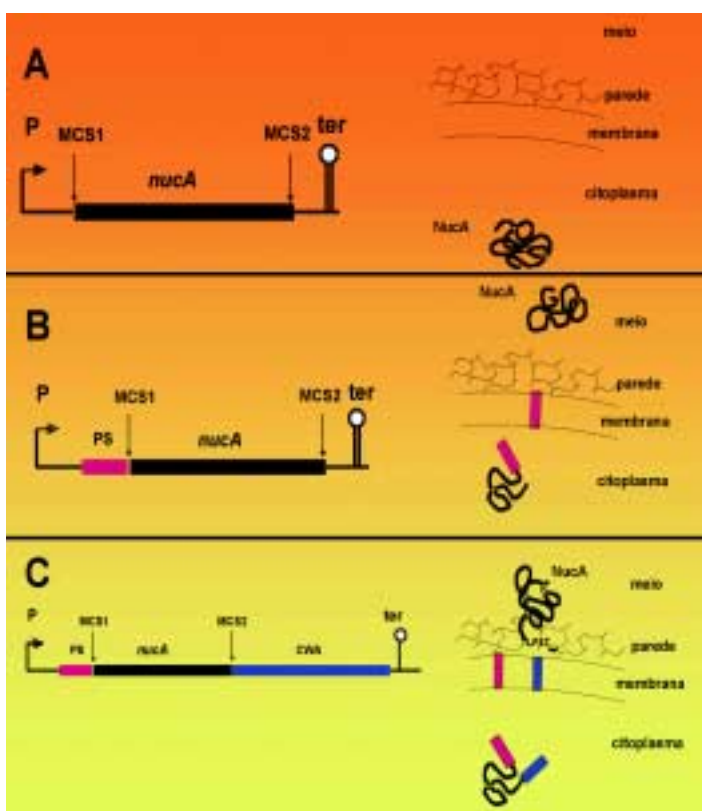 A
P
MCS1
MCS2
ter
nucA
meio
parede
membrana
citoplasma
NucA
B
P
MCS1
MCS2
ter
PS
nucA
NucA
meio
parede
membrana
citoplasma
C
P
MCS1
MCS2
ter
PS
nucA
CWA
NucA
meio
parede
membrana
citoplasma